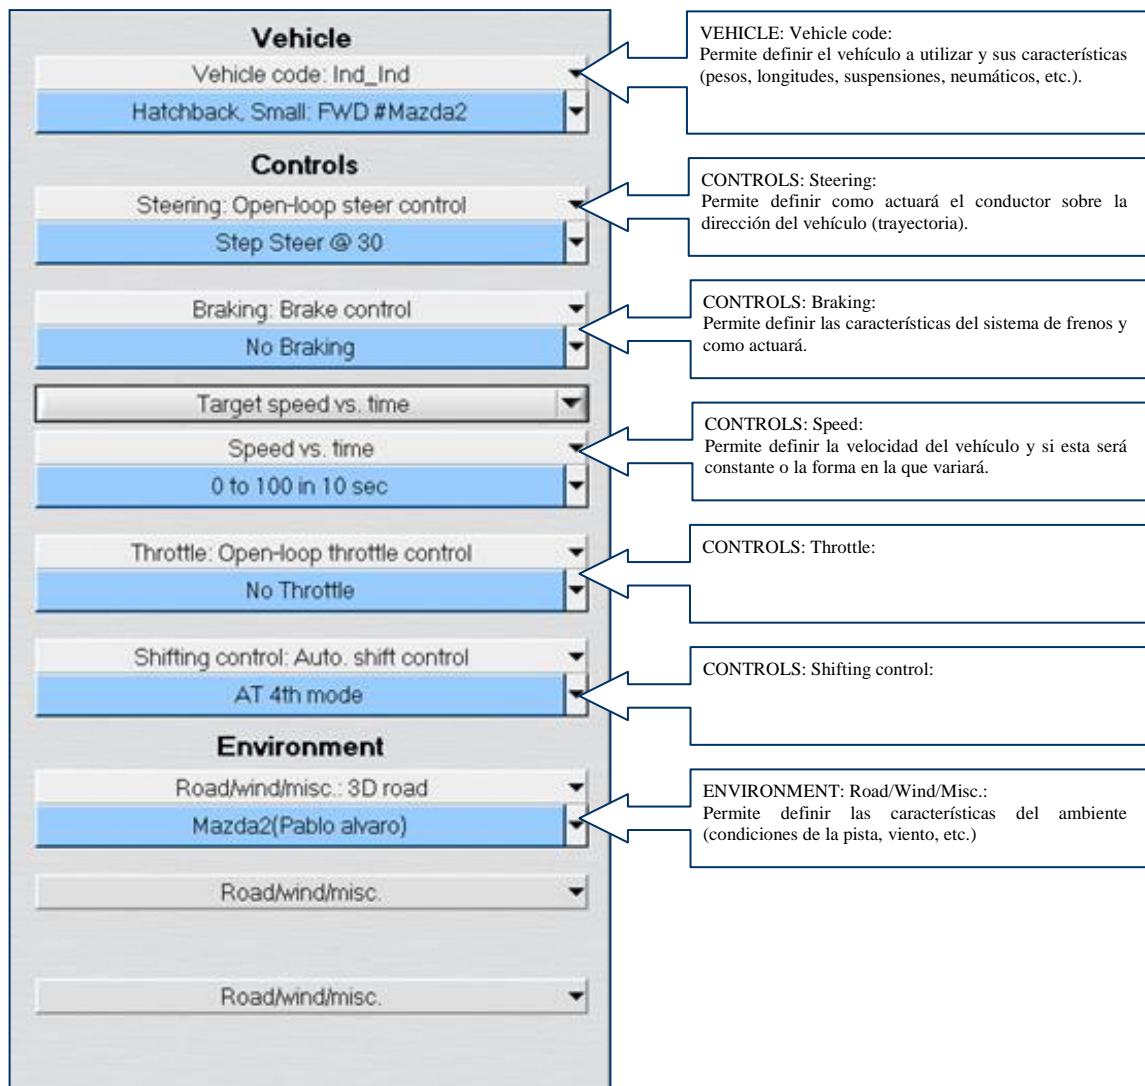 Vehicle
Vehicle code: Ind_Ind
Hatchback, Small: FWD #Mazda2
Controls
Steering: Open-loop steer control
Step Steer @ 30
Braking: Brake control
No Braking
Target speed vs. time
Speed vs. time
0 to 100 in 10 sec
Throttle: Open-loop throttle control
No Throttle
Shifting control: Auto. shift control
AT 4th mode
Environment
Road/wind/misc.: 3D road
Mazda2(Pablo alvaro)
Road/wind/misc.
Road/wind/misc.
VEHICLE: Vehicle code:
Permite definir el vehículo a utilizar y sus características
(pesos, longitudes, suspensiones, neumáticos, etc.).
CONTROLS: Steering:
Permite definir como actuará el conductor sobre la
dirección del vehículo (trayectoria).
CONTROLS: Braking:
Permite definir las características del sistema de frenos y
como actuará.
CONTROLS: Speed:
Permite definir la velocidad del vehículo y si esta será
constante o la forma en la que variará.
CONTROLS: Throttle:
CONTROLS: Shifting control:
ENVIRONMENT: Road/Wind/Misc.:
Permite definir las características del ambiente
(condiciones de la pista, viento, etc.)